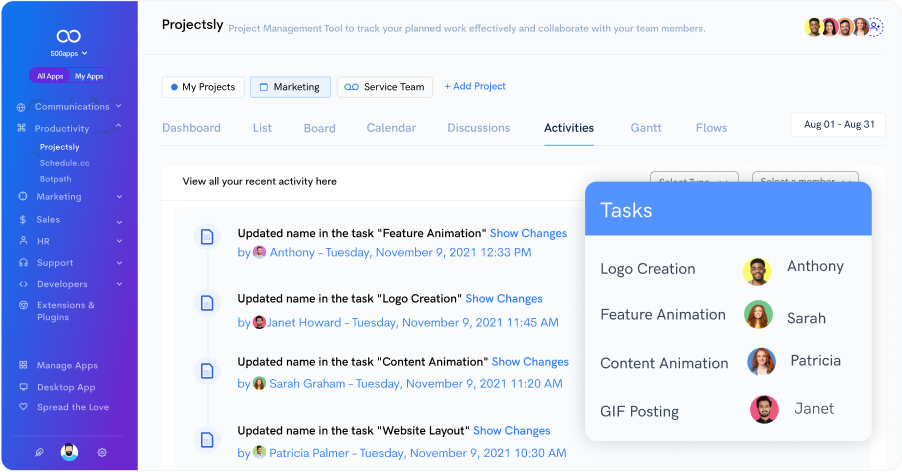 Projectsly Project Management Tool to track your planned work effectively and collaborate with your team members.
500apps
All Apps My Apps
Communications
Productivity
Projectsly
Schedule.cc
Botpath
Marketing
Sales
HR
Support
Developers
Extensions &
Plugins
Manage Apps
Desktop App
Spread the Love
My Projects Marketing Service Team + Add Project
Dashboard List Board Calendar Discussions Activities Gantt Flows Aug 01 - Aug 31
View all your recent activity here Select Type Select a member
Updated name in the task "Feature Animation" Show Changes
by Anthony - Tuesday, November 9, 2021 12:33 PM
Updated name in the task "Logo Creation" Show Changes
by Janet Howard - Tuesday, November 9, 2021 11:45 AM
Updated name in the task "Content Animation" Show Changes
by Sarah Graham - Tuesday, November 9, 2021 11:20 AM
Updated name in the task "Website Layout" Show Changes
by Patricia Palmer - Tuesday, November 9, 2021 10:30 AM
Tasks
Logo Creation Anthony
Feature Animation Sarah
Content Animation Patricia
GIF Posting Janet